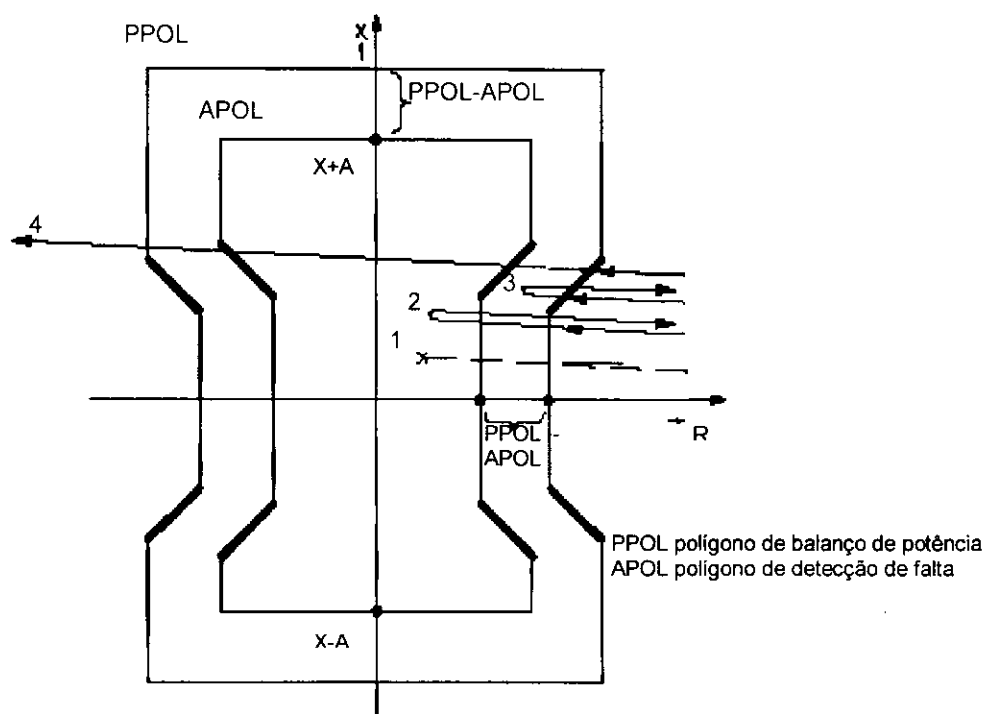 PPOL
X
1
PPOL-APOL
APOL
X+A
4
3
2
1
PPOL -
APOL
R
PPOL polígono de balanço de potência
APOL polígono de detecção de falta
X-A